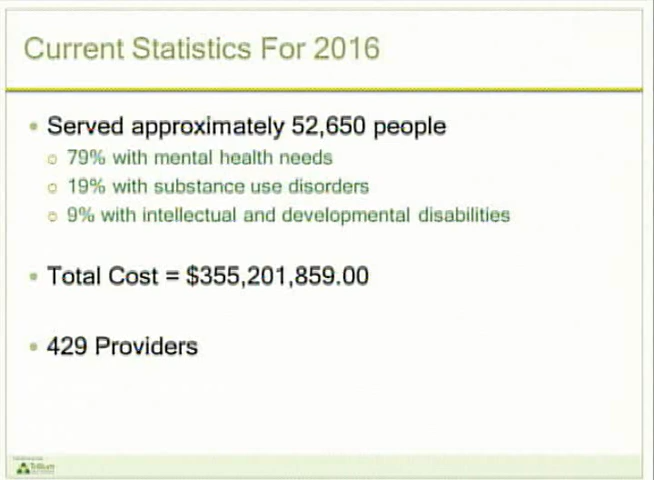 Current Statistics For 2016
• Served approximately 52,650 people
o 79% with mental health needs
o 19% with substance use disorders
o 9% with intellectual and developmental disabilities
• Total Cost = $355,201,859.00
• 429 Providers
Trillium